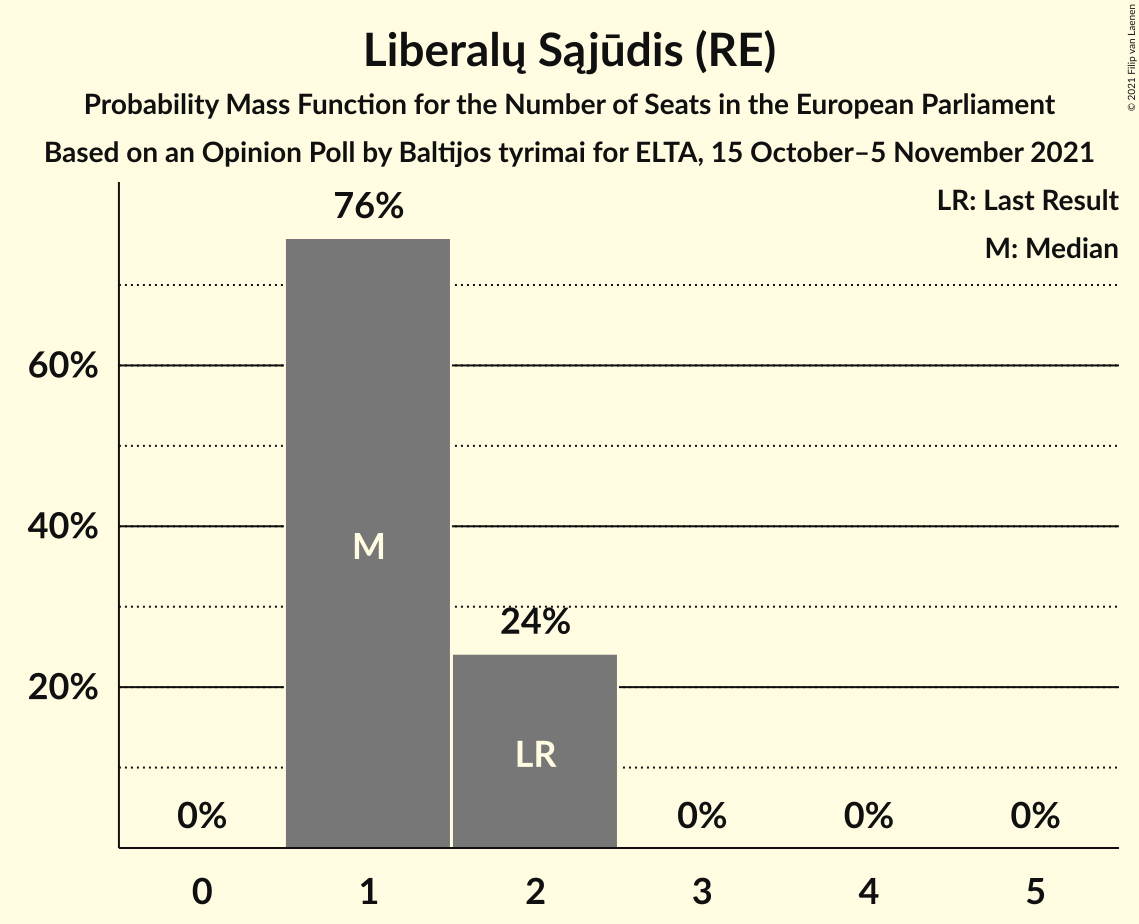 Liberalų Sąjūdis (RE)
Probability Mass Function for the Number of Seats in the European Parliament
Based on an Opinion Poll by Baltijos tyrimai for ELTA, 15 October–5 November 2021
© 2021 Filip van Laenen
LR: Last Result
M: Median
76%
60%
40%
M
24%
20%
LR
0%
0%
0%
0%
0
1
2
3
4
5